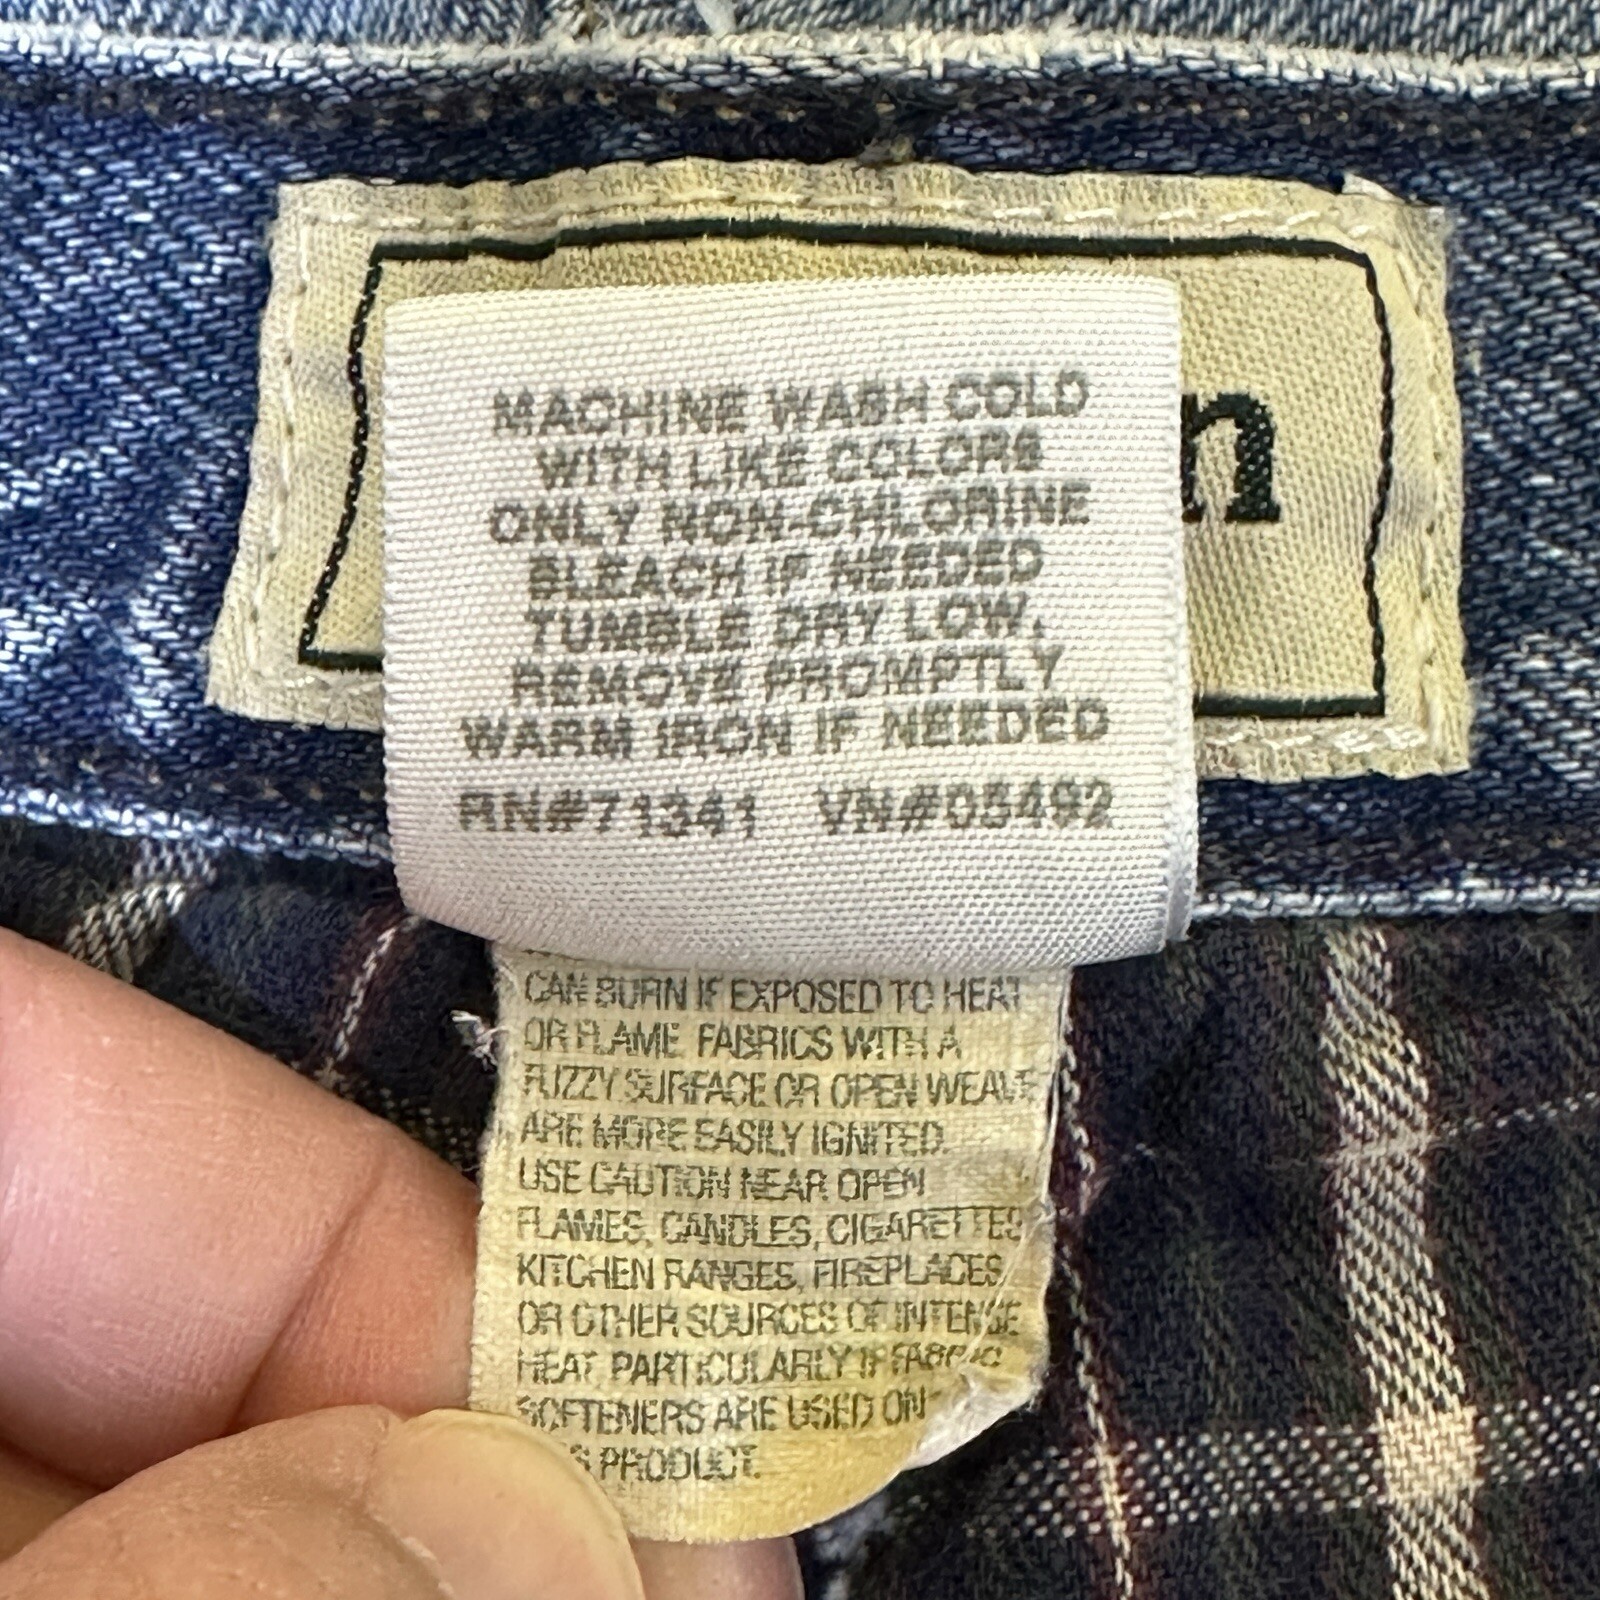 MACHINE WASH COLD
WITH LIKE COLORS
ONLY NON-CHLORINE
BLEACH IF NEEDED
TUMBLE DRY LOW,
REMOVE PROMPTLY
WARM IRON IF NEEDED
RN#71341 VN#05492
n
CAN BURN IF EXPOSED TO HEAT
OR FLAME. FABRICS WITH A
FUZZY SURFACE OR OPEN WEAVE
ARE MORE EASILY IGNITED.
USE CAUTION NEAR OPEN
FLAMES, CANDLES, CIGARETTES
KITCHEN RANGES, FIREPLACES
OR OTHER SOURCES OF INTENSE
HEAT PARTICULARLY IF FABRIC
SOFTENERS ARE USED ON
PRODUCT.